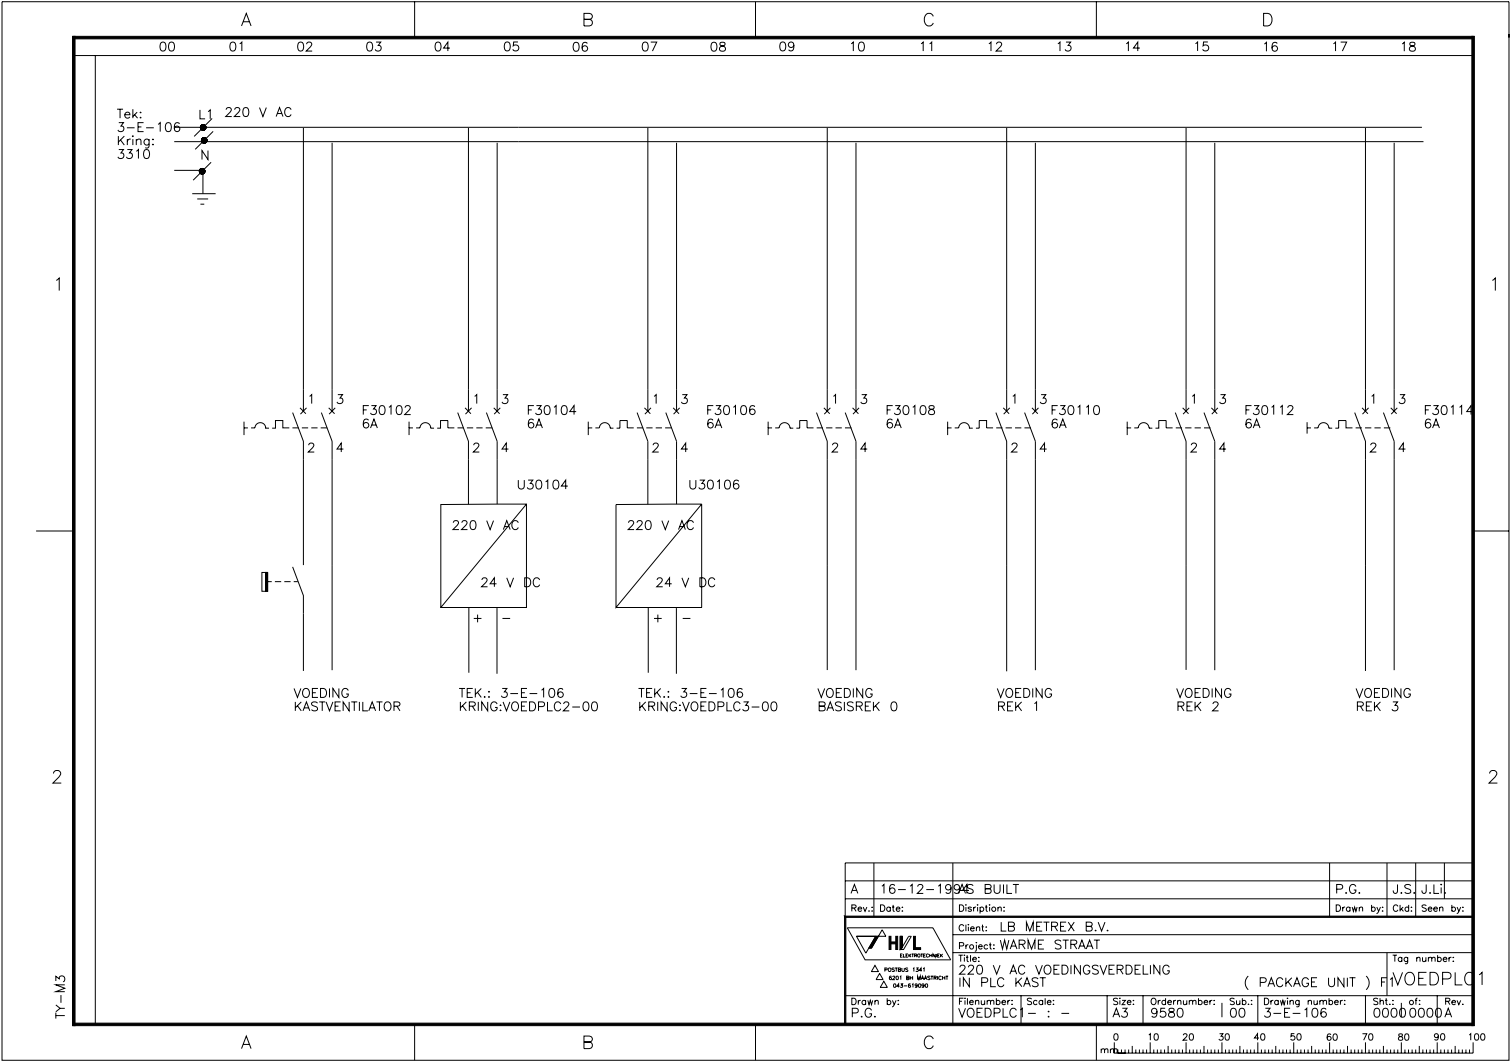 A B C D
00 01 02 03 04 05 06 07 08 09 10 11 12 13 14 15 16 17 18
Tek: L1 220 V AC
3-E-106
Kring:
3310 N
1 1
1 3 1 3 1 3 1 3 1 3 1 3 1 3
F30102 F30104 F30106 F30108 F30110 F30112 F30114
6A 6A 6A 6A 6A 6A 6A
2 4 2 4 2 4 2 4 2 4 2 4 2 4
U30104 U30106
220 V AC 220 V AC
24 V DC 24 V DC
+ - + -
VOEDING TEK.: 3-E-106 TEK.: 3-E-106 VOEDING VOEDING VOEDING VOEDING
KASTVENTILATOR KRING:VOEDPLC2-00 KRING:VOEDPLC3-00 BASISREK 0 REK 1 REK 2 REK 3
2 2
A 16-12-1994 AS BUILT P.G. J.S. J.Li.
Rev.: Date: Disription: Drawn by: Ckd: Seen by:
HVL
ELEKTROTECHNIEK
POSTBUS 1341
6201 BH MAASTRICHT
043-619090
Client: LB METREX B.V.
Project: WARME STRAAT
Title: Tag number:
220 V AC VOEDINGSVERDELING
IN PLC KAST ( PACKAGE UNIT ) F1 VOEDPLC1
Drawn by: Filenumber: Scale: Size: Ordernumber: Sub.: Drawing number: Sht.: of: Rev.
P.G. VOEDPLC1 - : - A3 9580 00 3-E-106 0000 0000 A
TY-M3
A B C
mm 0 10 20 30 40 50 60 70 80 90 100